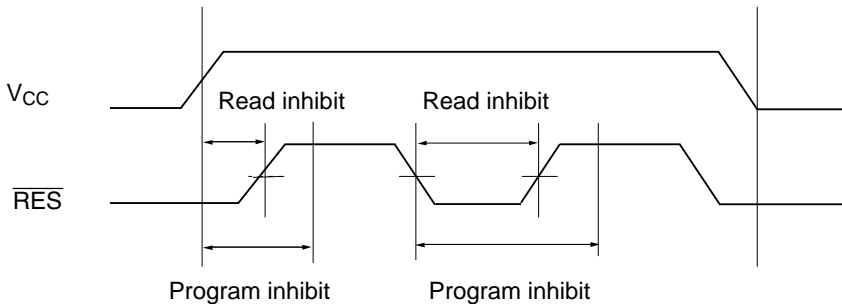 VCC
Read inhibit Read inhibit
RES
Program inhibit Program inhibit